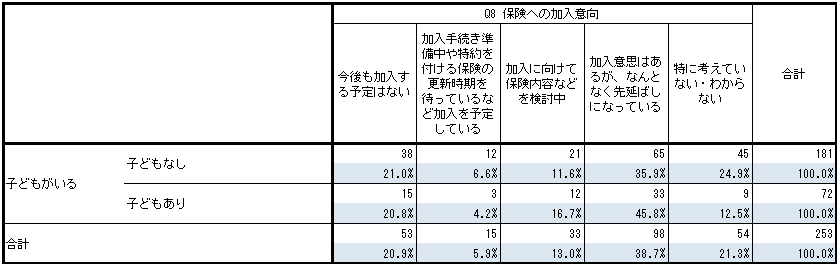 Q8 保険への加入意向
今後も加入す
る予定はない
加入手続き準
備中や特約を
付ける保険の
更新時期を
待っているな
ど加入を予定
している
加入に向けて
保険内容など
を検討中
加入意思はあ
るが、なんと
なく先延ばし
になっている
特に考えてい
ない・わから
ない
合計
子どもがいる
子どもなし
38 12 21 65 45 181
21.0% 6.6% 11.6% 35.9% 24.9% 100.0%
子どもあり
15 3 12 33 9 72
20.8% 4.2% 16.7% 45.8% 12.5% 100.0%
合計
53 15 33 98 54 253
20.9% 5.9% 13.0% 38.7% 21.3% 100.0%